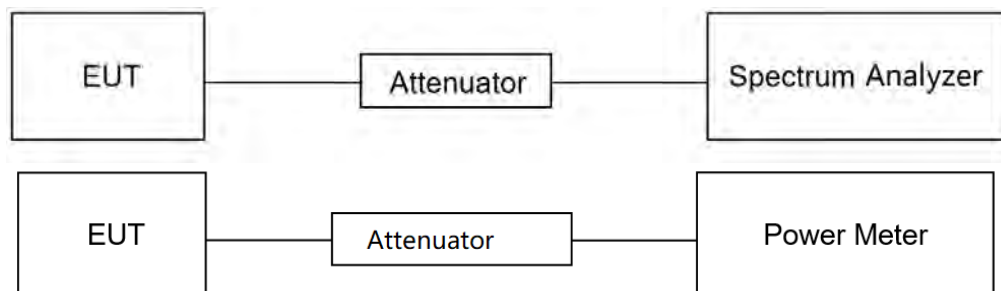 EUT
Attenuator
Spectrum Analyzer
EUT
Attenuator
Power Meter